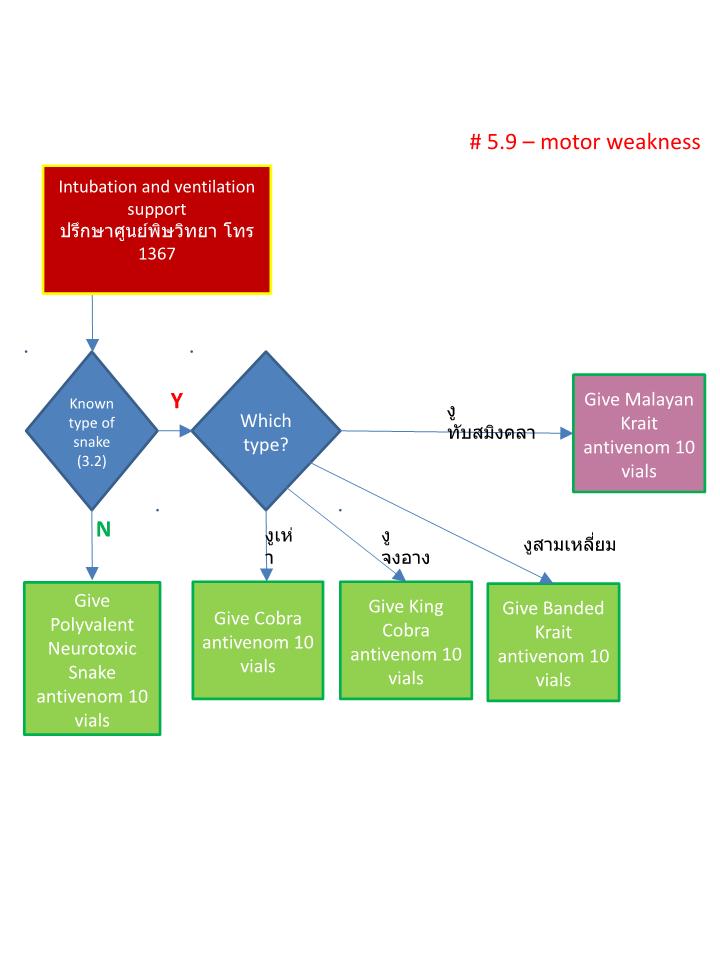 # 5.9 – motor weakness
Intubation and ventilation
support
ปรึกษาศูนย์พิษวิทยา โทร
1367
Known
type of
snake
(3.2)
Y
Which
type?
งู
ทับสมิงคลา
Give Malayan
Krait
antivenom 10
vials
N
งูเห่
า
งู
จงอาง
งูสามเหลี่ยม
Give
Polyvalent
Neurotoxic
Snake
antivenom 10
vials
Give Cobra
antivenom 10
vials
Give King
Cobra
antivenom 10
vials
Give Banded
Krait
antivenom 10
vials